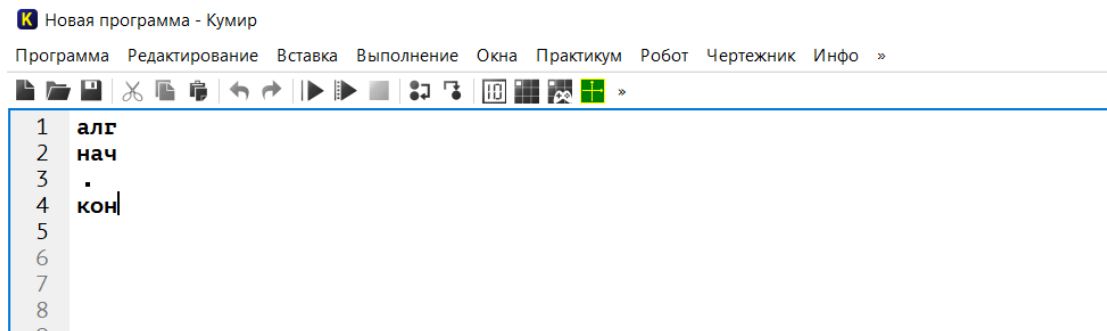 K Новая программа - Кумир
Программа Редактирование Вставка Выполнение Окна Практикум Робот Чертежник Инфо »
»
1 алг
2 нач
3 .
4 кон
5
6
7
8